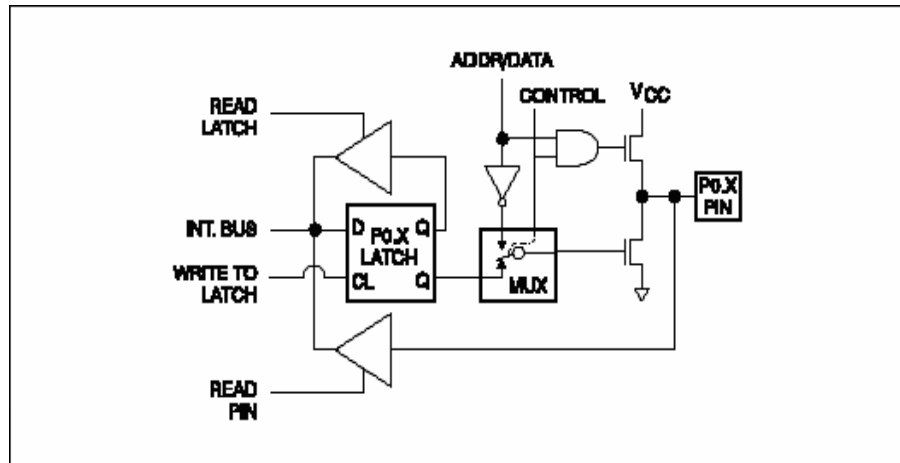 ADDR/DATA
CONTROL
VCC
READ
LATCH
P0.X
PIN
INT. BUS
D
Q
P0.X
LATCH
WRITE TO
LATCH
CL
Q
MUX
READ
PIN